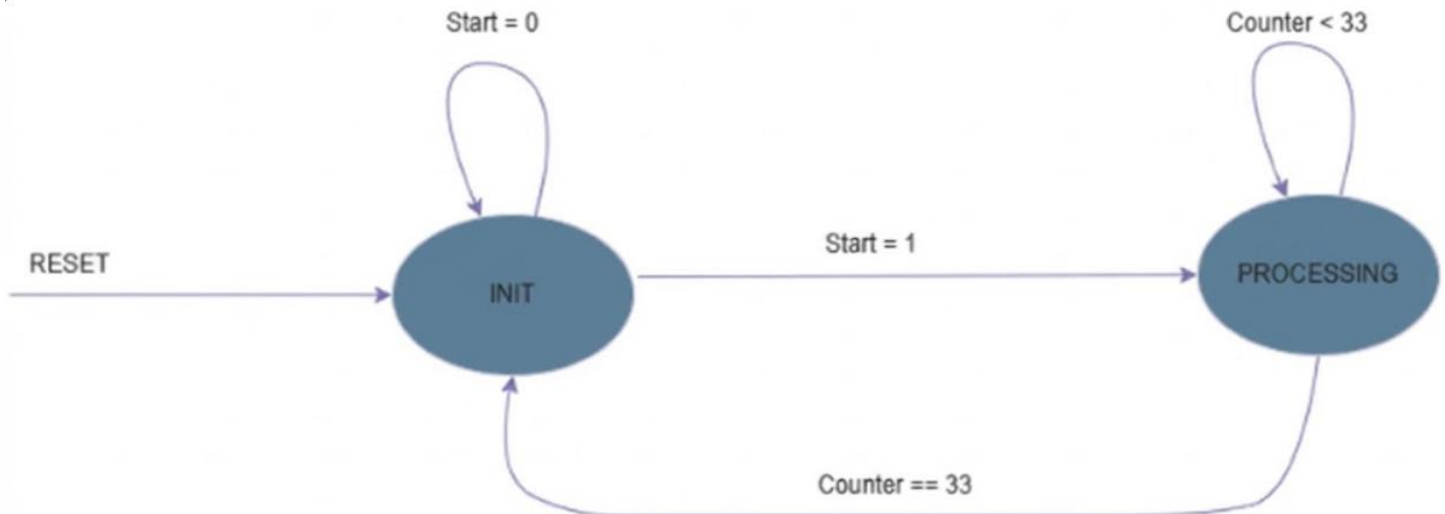 Start = 0
Counter < 33
Start = 1
RESET
INIT
PROCESSING
Counter == 33